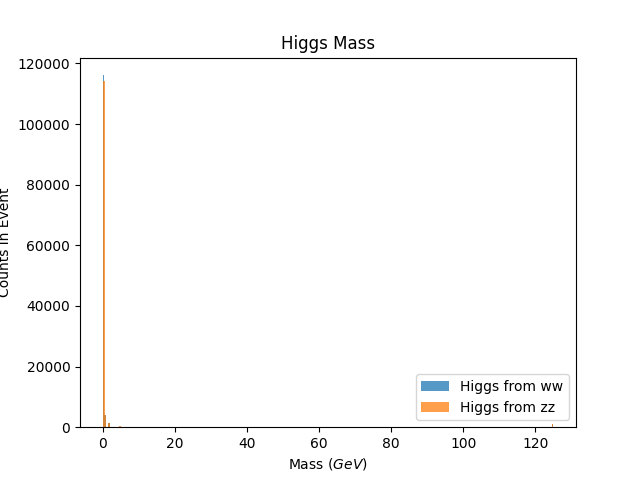 Higgs Mass
120000
100000
80000
60000
40000
20000
0
Counts in Event
0 20 40 60 80 100 120
Mass (GeV)
Higgs from ww
Higgs from zz